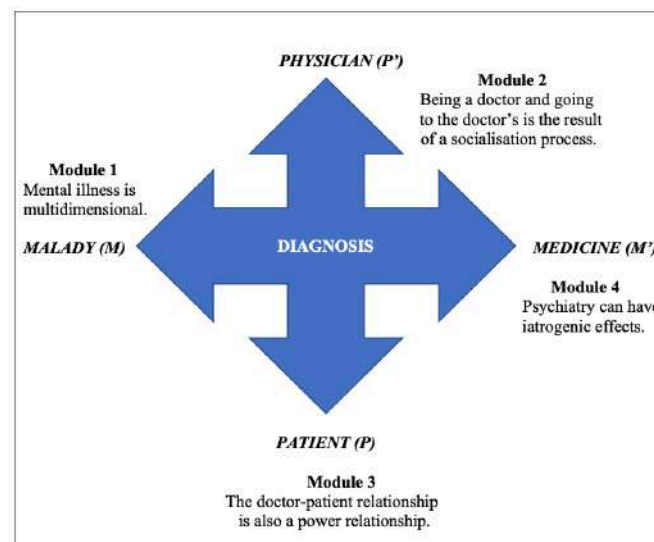 PHYSICIAN (P')
Module 2
Being a doctor and going
to the doctor's is the result
of a socialisation process.
Module 1
Mental illness is
multidimensional.
MALADY (M)
DIAGNOSIS
MEDICINE (M')
Module 4
Psychiatry can have
iatrogenic effects.
PATIENT (P)
Module 3
The doctor-patient relationship
is also a power relationship.